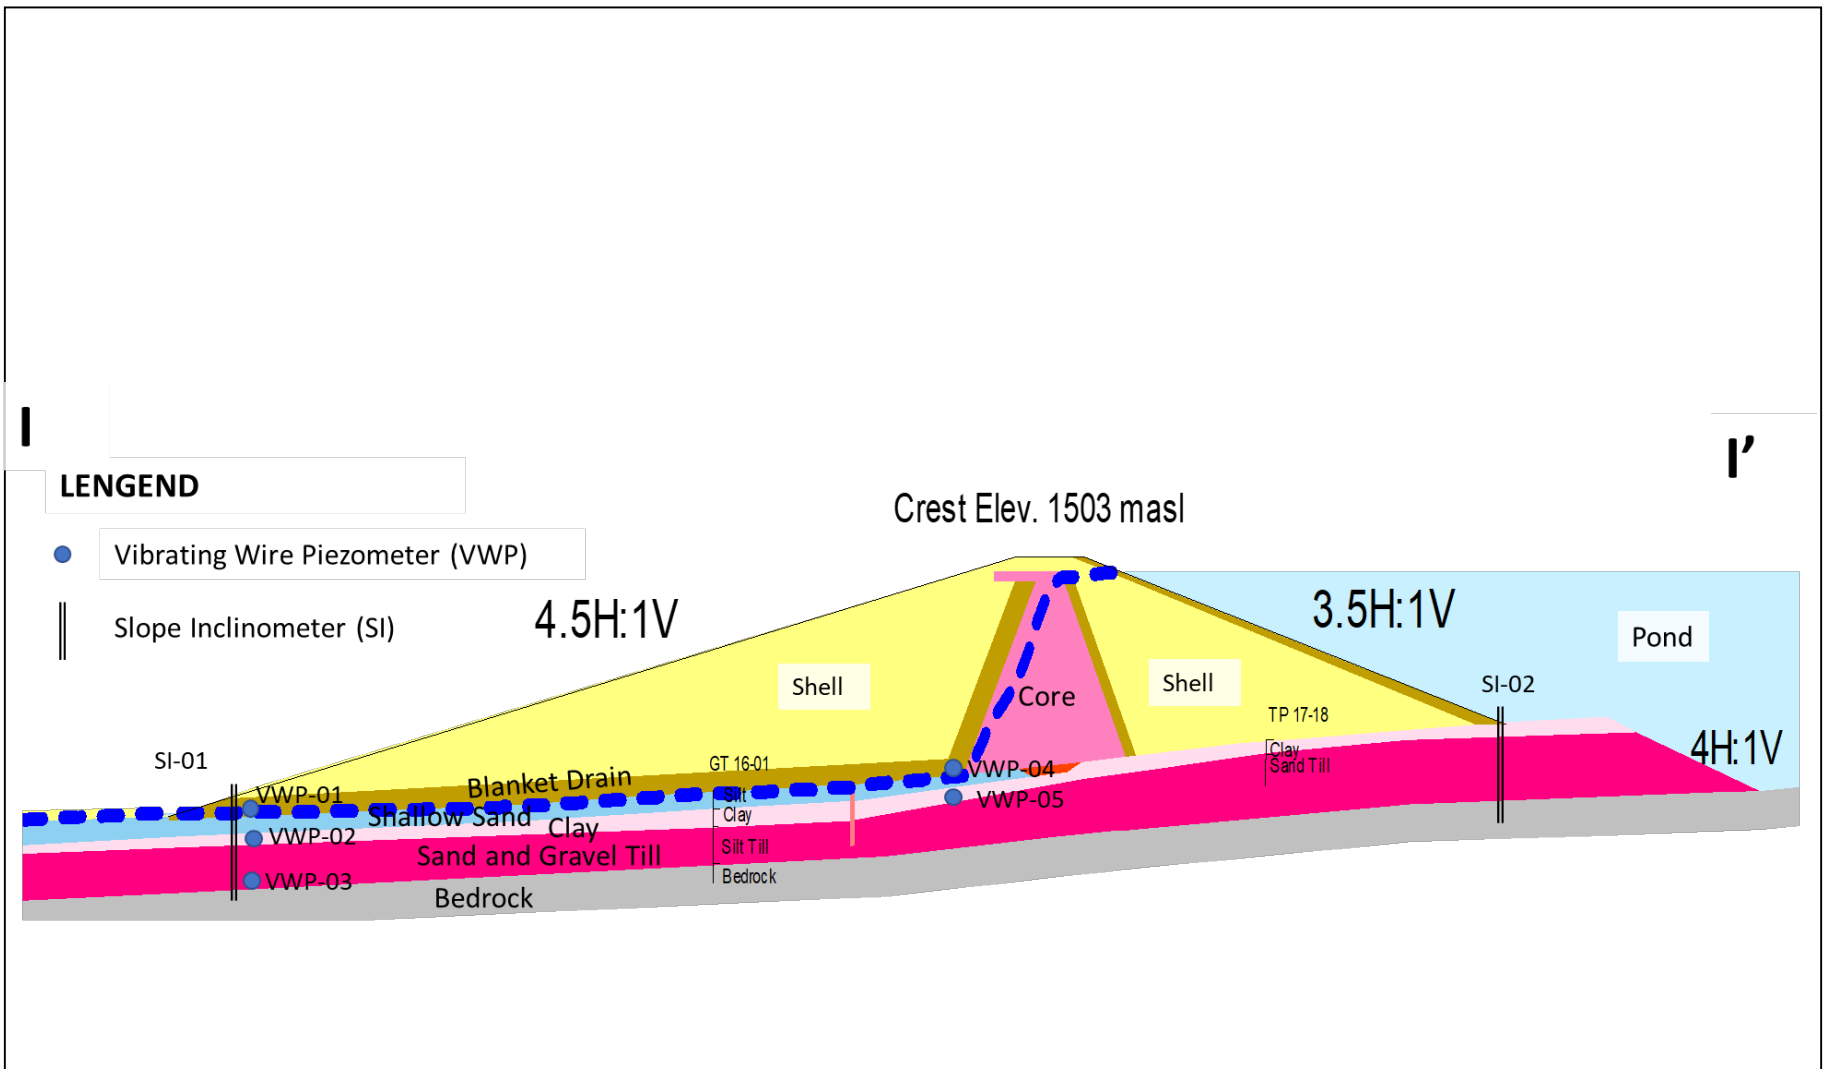 I
I’
LENGEND
Crest Elev. 1503 masl
Vibrating Wire Piezometer (VWP)
4.5H:1V
3.5H:1V
Slope Inclinometer (SI)
Pond
Shell
Shell
SI-02
Core
TP 17-18
SI-01
4H:1V
Clay
GT 16-01
Sand Till
VWP-04
Blanket Drain
VWP-01
Silt
VWP-05
Shallow Sand
Clay
Clay
VWP-02
Silt Till
Sand and Gravel Till
Bedrock
VWP-03
Bedrock